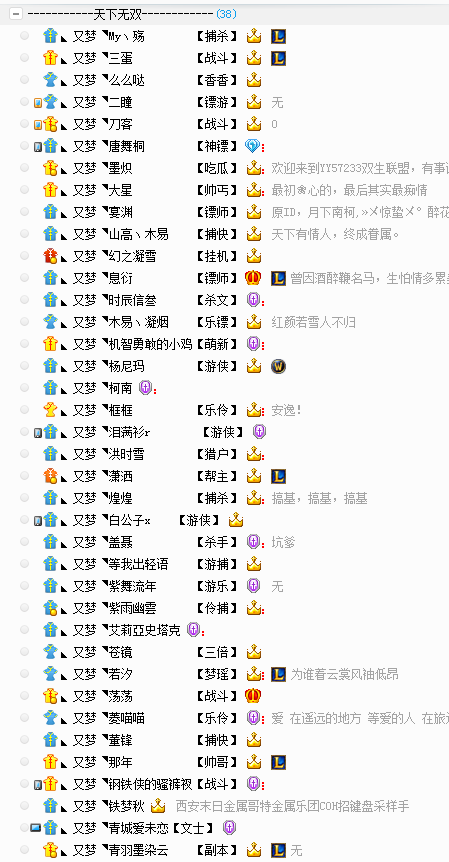 -----------天下无双------------(38)
又梦 ◥My丶殇 【捕杀】
又梦 ◥三蛋 【战斗】
又梦 ◥么么哒 【香香】
又梦 ◥二瞳 【镖游】 无
又梦 ◥刀客 【战斗】 0
又梦 ◥唐舞桐 【神镖】
又梦 ◥墨炽 【吃瓜】 欢迎来到YY57233双生联盟，有事
又梦 ◥大星 【帅丐】 最初❀心的，最后其实最痴情
又梦 ◥宴渊 【镖师】 原ID，月下南柯,»メ惊蛰メ° 醉花
又梦 ◥山高丶木易 【捕快】 天下有情人，终成眷属。
又梦 ◥幻之凝雪 【挂机】
又梦 ◥息衍 【镖师】 曾因酒醉鞭名马，生怕情多累
又梦 ◥时辰信誊 【杀文】
又梦 ◥木易丶凝烟 【乐镖】 红颜若雪人不归
又梦 ◥机智勇敢的小鸡【萌新】
又梦 ◥杨尼玛 【游侠】 W
又梦 ◥柯南
又梦 ◥框框 【乐伶】 安逸！
又梦 ◥泪满衫r 【游侠】
又梦 ◥洪时雪 【猎户】
又梦 ◥潇洒 【帮主】
又梦 ◥煌煌 【捕杀】 搞基，搞基，搞基
又梦 ◥白公子x 【游侠】
又梦 ◥盖聂 【杀手】 坑爹
又梦 ◥等我出轻语 【游捕】
又梦 ◥紫舞流年 【游乐】 无
又梦 ◥紫雨幽雲 【伶捕】
又梦 ◥艾莉亞史塔克
又梦 ◥苍镜 【三倍】
又梦 ◥若汐 【梦瑶】 为谁着云裳风袖低昂
又梦 ◥荡荡 【战斗】
又梦 ◥喵喵 【乐伶】 爱 在遥远的地方 等爱的人 在旅
又梦 ◥董锋 【捕快】
又梦 ◥那年 【帅哥】
又梦 ◥钢铁侠的骚裤衩【战斗】
又梦 ◥铁梦秋 西安末日金属哥特金属乐团COH招键盘采样手
又梦 ◥青城爱未恋【文士】
又梦 ◥青羽墨染云 【副本】 无